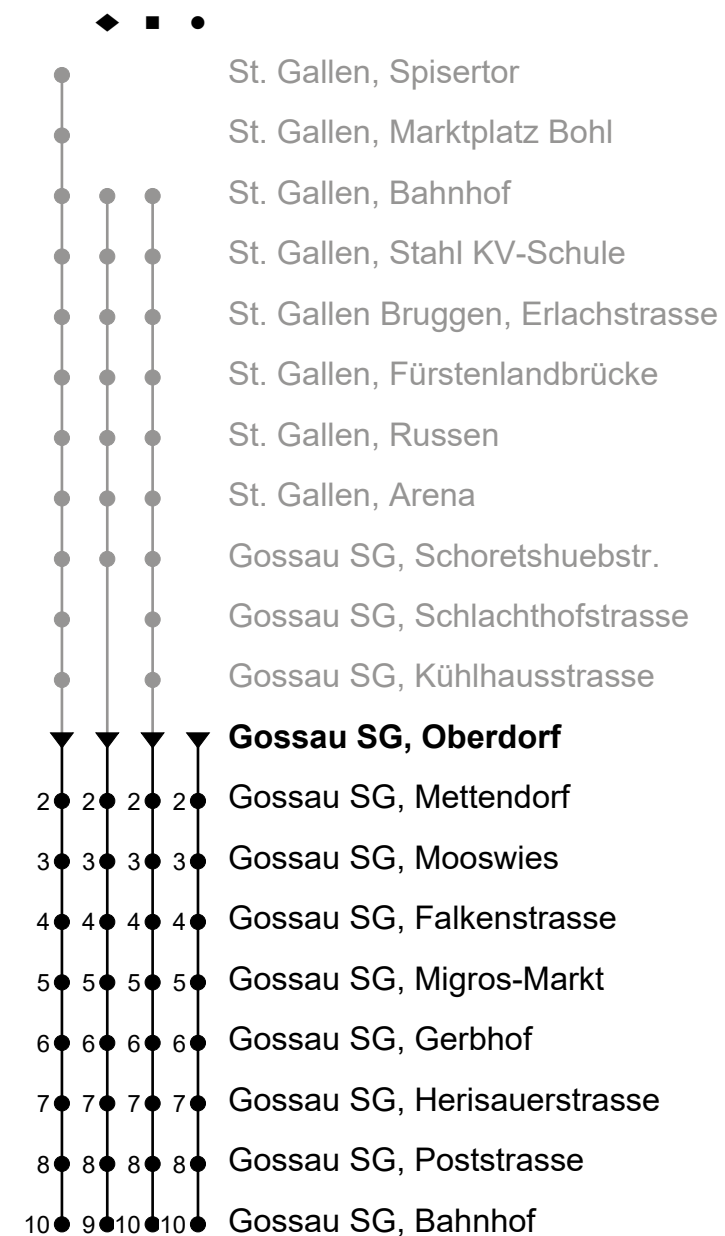 St. Gallen, Spisertor
St. Gallen, Marktplatz Bohl
St. Gallen, Bahnhof
St. Gallen, Stahl KV-Schule
St. Gallen Bruggen, Erlachstrasse
St. Gallen, Fürstenlandbrücke
St. Gallen, Russen
St. Gallen, Arena
Gossau SG, Schoretshuebstr.
Gossau SG, Schlachthofstrasse
Gossau SG, Kühlhausstrasse
Gossau SG, Oberdorf
2 2 2 2 Gossau SG, Mettendorf
3 3 3 3 Gossau SG, Mooswies
4 4 4 4 Gossau SG, Falkenstrasse
5 5 5 5 Gossau SG, Migros-Markt
6 6 6 6 Gossau SG, Gerbhof
7 7 7 7 Gossau SG, Herisauerstrasse
8 8 8 8 Gossau SG, Poststrasse
10 9 10 10 Gossau SG, Bahnhof